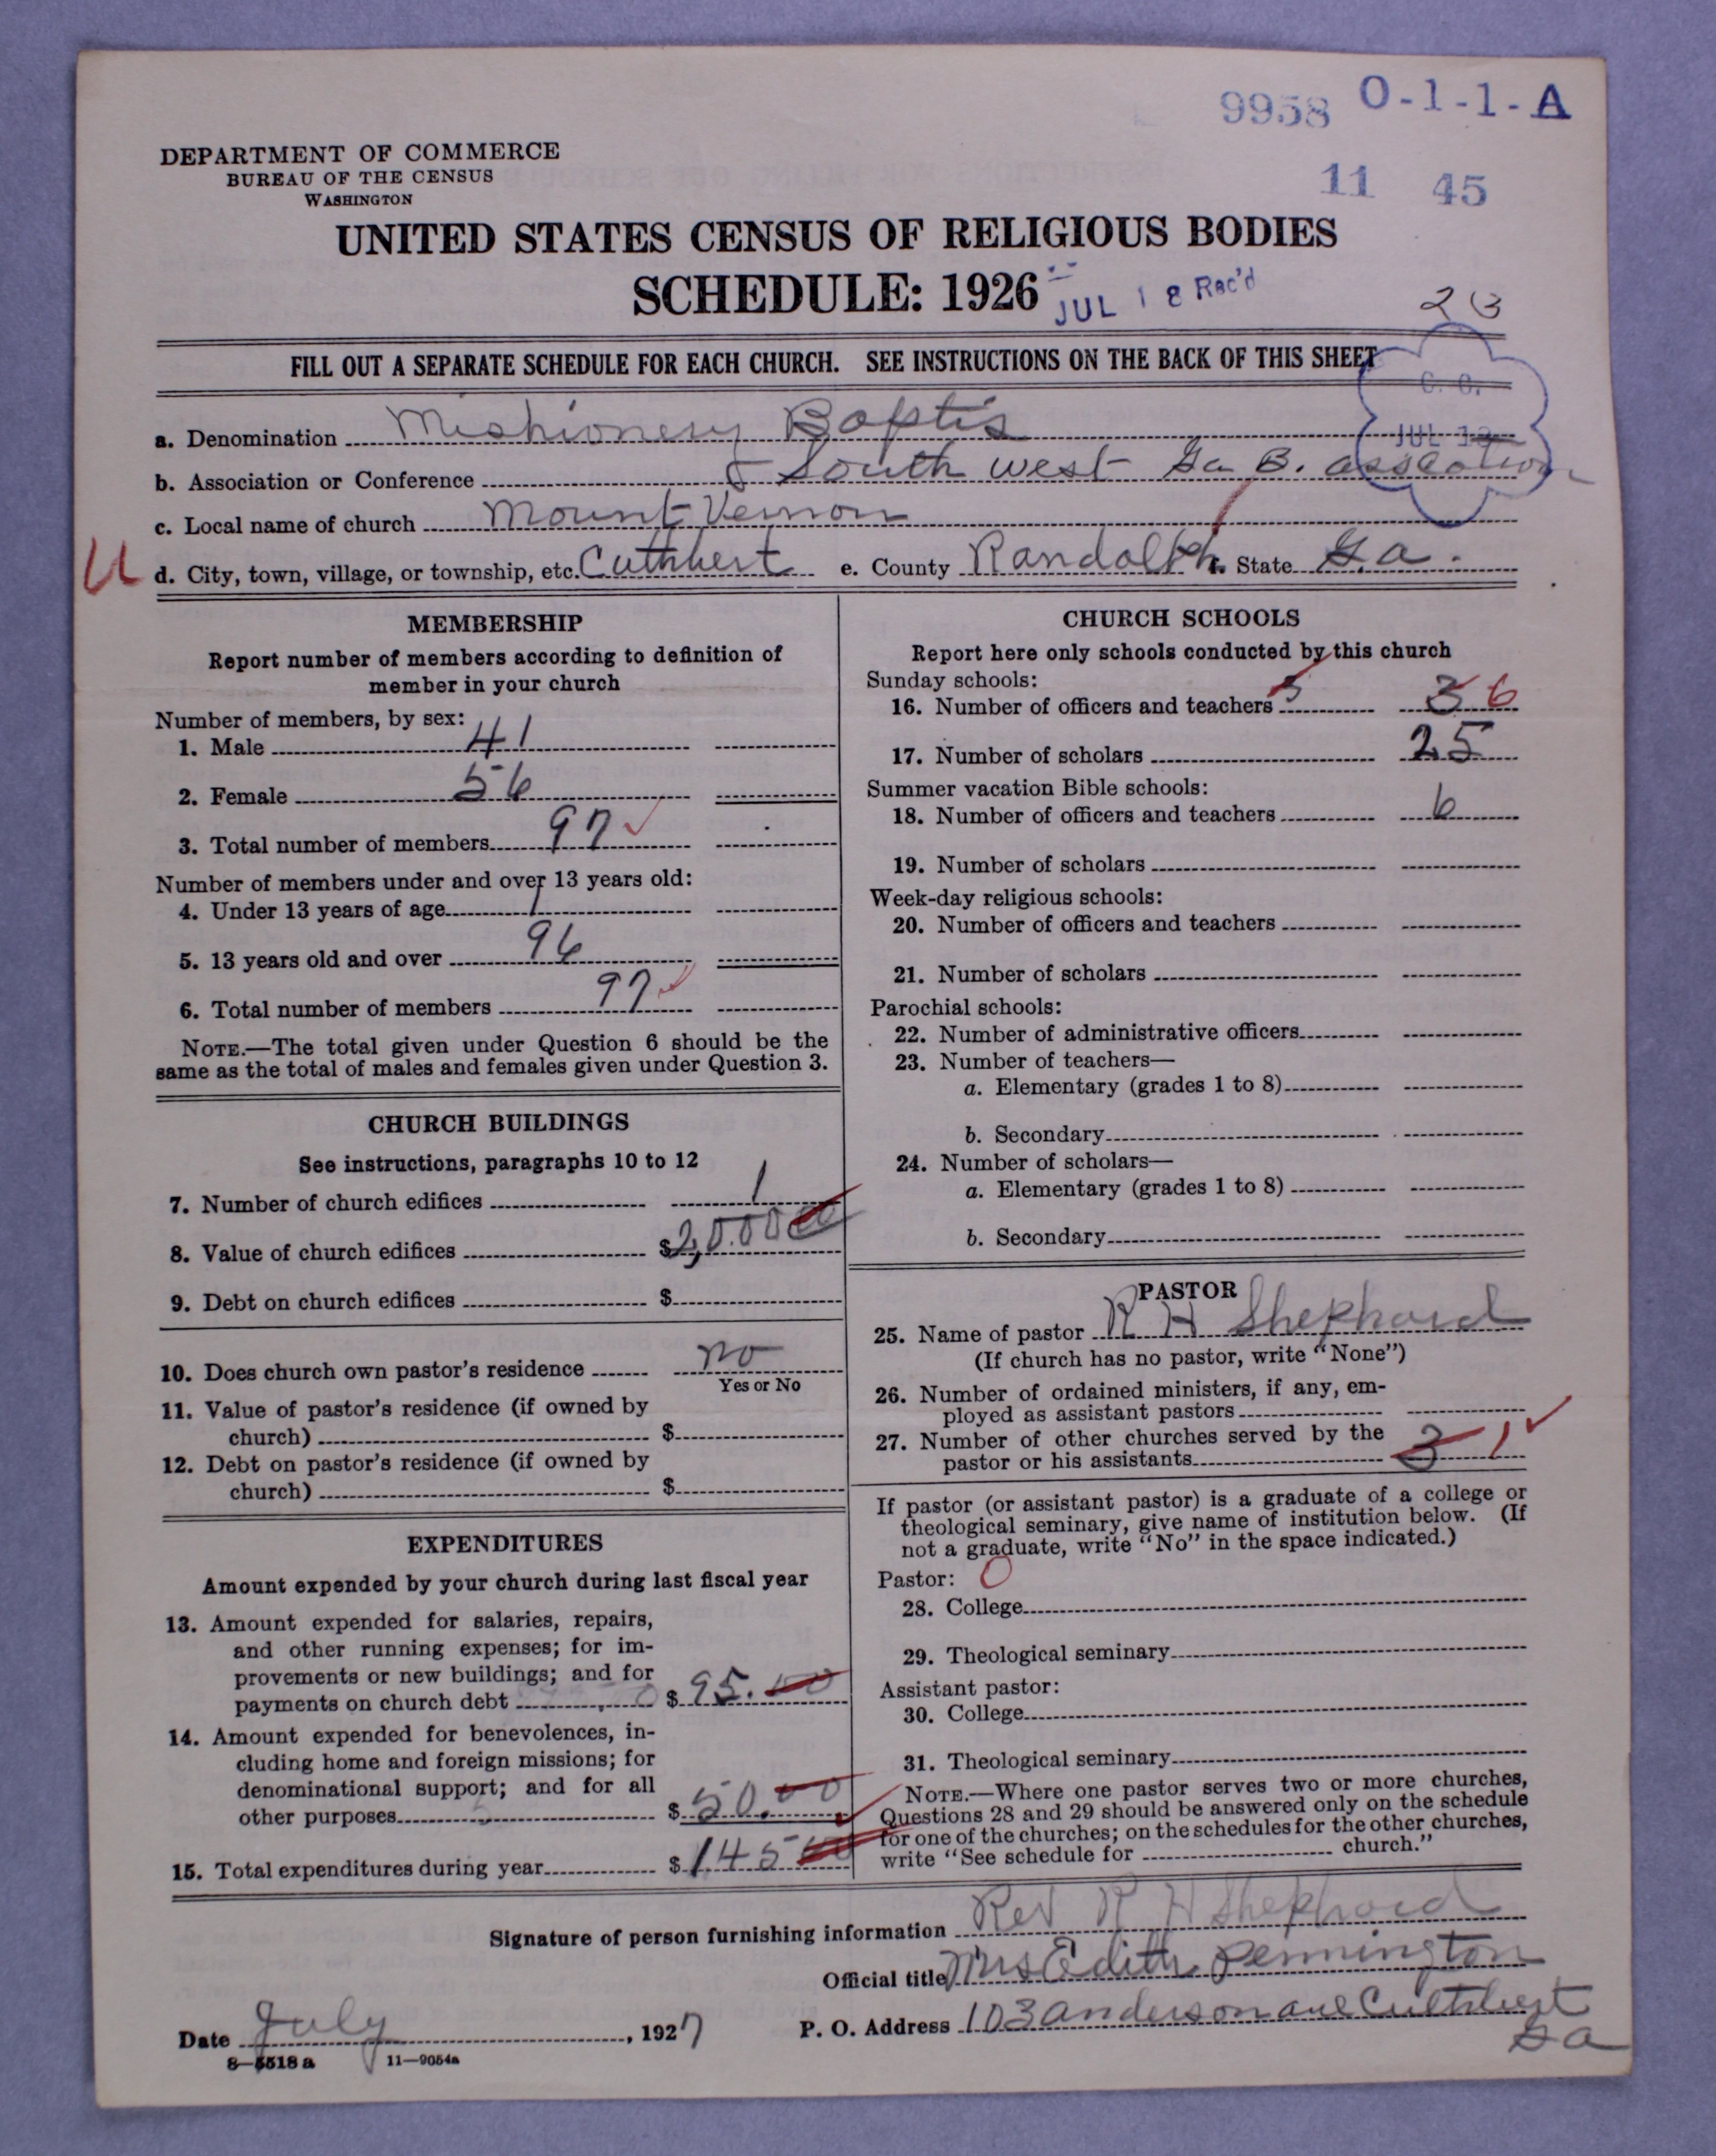 9958 O-1-1-A
DEPARTMENT OF COMMERCE
BUREAU OF THE CENSUS
WASHINGTON
11 45
UNITED STATES CENSUS OF RELIGIOUS BODIES
SCHEDULE: 1926
JUL 18 Rec'd
FILL OUT A SEPARATE SCHEDULE FOR EACH CHURCH. SEE INSTRUCTIONS ON THE BACK OF THIS SHEET
a. Denomination Mishionery Baptis
b. Association or Conference South west Ga B. asscation
c. Local name of church Mount Vernon
d. City, town, village, or township, etc. Cuthbert e. County Randolph f. State Ga.
MEMBERSHIP
Report number of members according to definition of
member in your church
Number of members, by sex:
1. Male 41
2. Female 56
3. Total number of members 97
Number of members under and over 13 years old:
4. Under 13 years of age 1
5. 13 years old and over 96
6. Total number of members 97
NOTE.—The total given under Question 6 should be the
same as the total of males and females given under Question 3.
CHURCH BUILDINGS
See instructions, paragraphs 10 to 12
7. Number of church edifices 1
8. Value of church edifices $2,000.00
9. Debt on church edifices $
10. Does church own pastor's residence no
Yes or No
11. Value of pastor's residence (if owned by
church) $
12. Debt on pastor's residence (if owned by
church) $
EXPENDITURES
Amount expended by your church during last fiscal year
13. Amount expended for salaries, repairs,
and other running expenses; for im-
provements or new buildings; and for
payments on church debt $95.00
14. Amount expended for benevolences, in-
cluding home and foreign missions; for
denominational support; and for all
other purposes $50.00
15. Total expenditures during year $145 00
CHURCH SCHOOLS
Report here only schools conducted by this church
Sunday schools:
16. Number of officers and teachers 3 3 6
17. Number of scholars 25
Summer vacation Bible schools:
18. Number of officers and teachers 6
19. Number of scholars
Week-day religious schools:
20. Number of officers and teachers
21. Number of scholars
Parochial schools:
22. Number of administrative officers
23. Number of teachers—
a. Elementary (grades 1 to 8)
b. Secondary
24. Number of scholars—
a. Elementary (grades 1 to 8)
b. Secondary
PASTOR
25. Name of pastor R H Shephard
(If church has no pastor, write "None")
26. Number of ordained ministers, if any, em-
ployed as assistant pastors
27. Number of other churches served by the
pastor or his assistants 3 1
If pastor (or assistant pastor) is a graduate of a college or
theological seminary, give name of institution below. (If
not a graduate, write "No" in the space indicated.)
Pastor: 0
28. College
29. Theological seminary
Assistant pastor:
30. College
31. Theological seminary
NOTE.—Where one pastor serves two or more churches,
Questions 28 and 29 should be answered only on the schedule
for one of the churches; on the schedules for the other churches,
write "See schedule for church."
Signature of person furnishing information Rev R H Shephard
Official title Mrs Edith Pennington
Date July, 1927 P. O. Address 103 anderson ave Cuthbert
Ga
8—5518 a 11—9054a